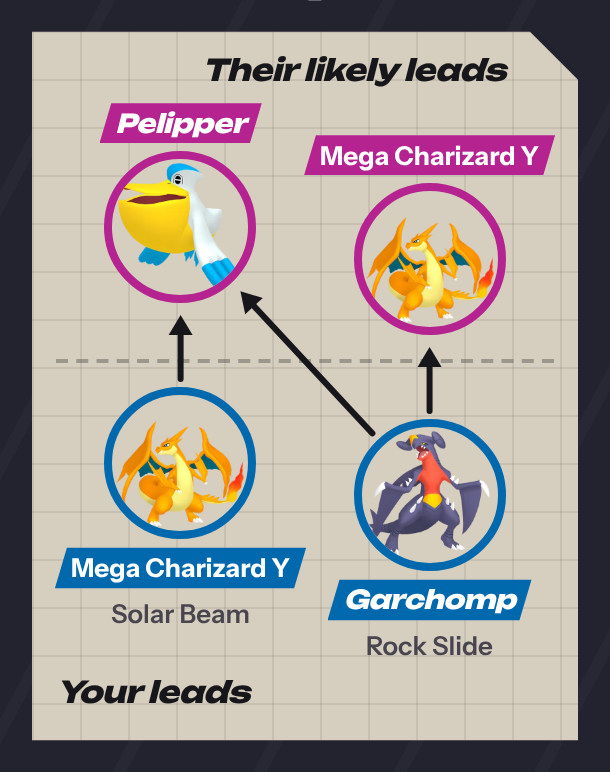 Their likely leads
Pelipper
Mega Charizard Y
Mega Charizard Y
Solar Beam
Garchomp
Rock Slide
Your leads